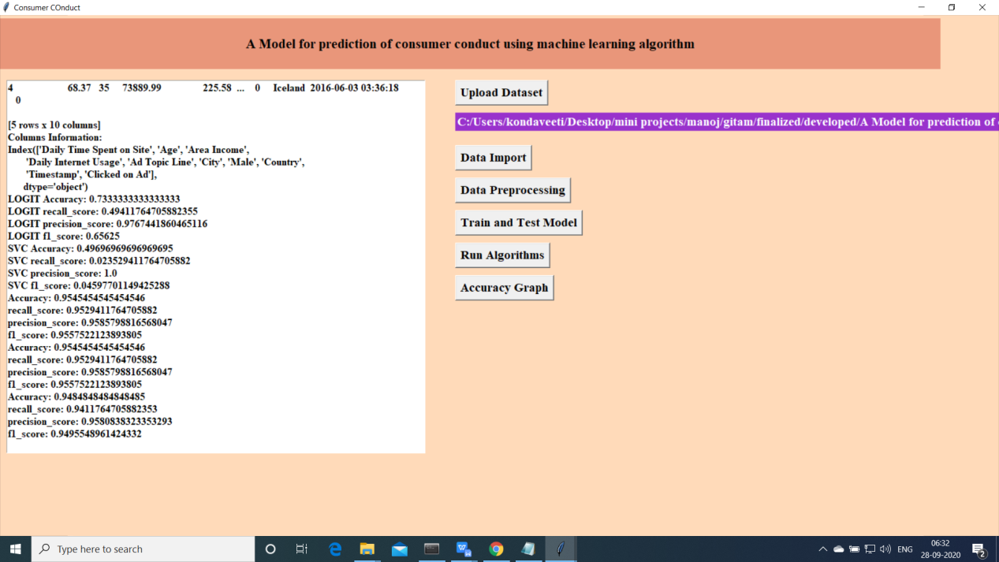 Consumer COnduct
A Model for prediction of consumer conduct using machine learning algorithm
4 68.37 35 73889.99 225.58 ... 0 Iceland 2016-06-03 03:36:18
0
[5 rows x 10 columns]
Columns Information:
Index(['Daily Time Spent on Site', 'Age', 'Area Income',
'Daily Internet Usage', 'Ad Topic Line', 'City', 'Male', 'Country',
'Timestamp', 'Clicked on Ad'],
dtype='object')
LOGIT Accuracy: 0.7333333333333333
LOGIT recall_score: 0.49411764705882355
LOGIT precision_score: 0.9767441860465116
LOGIT f1_score: 0.65625
SVC Accuracy: 0.49696969696969695
SVC recall_score: 0.023529411764705882
SVC precision_score: 1.0
SVC f1_score: 0.04597701149425288
Accuracy: 0.9545454545454546
recall_score: 0.9529411764705882
precision_score: 0.9585798816568047
f1_score: 0.9557522123893805
Accuracy: 0.9545454545454546
recall_score: 0.9529411764705882
precision_score: 0.9585798816568047
f1_score: 0.9557522123893805
Accuracy: 0.9484848484848485
recall_score: 0.9411764705882353
precision_score: 0.9580838323353293
f1_score: 0.9495548961424332
Upload Dataset
C:/Users/kondaveeti/Desktop/mini projects/manoj/gitam/finalized/developed/A Model for prediction of
Data Import
Data Preprocessing
Train and Test Model
Run Algorithms
Accuracy Graph
Type here to search
ENG
06:32
28-09-2020
2